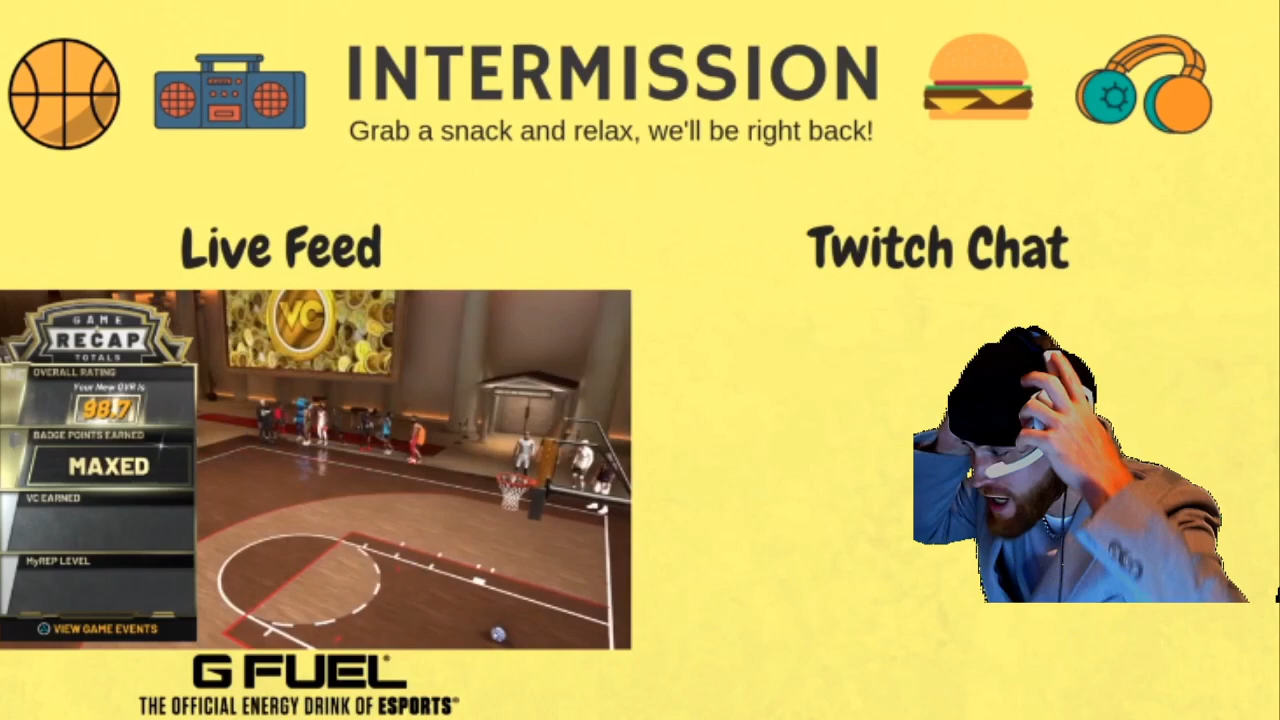 INTERMISSION
Grab a snack and relax, we'll be right back!
Live Feed
Twitch Chat
VC
GAME
RECAP
TOTALS
OVERALL RATING
Your New OVR is
98.7
BADGE POINTS EARNED
MAXED
VC EARNED
MyREP LEVEL
VIEW GAME EVENTS
G FUEL®
THE OFFICIAL ENERGY DRINK OF ESPORTS®